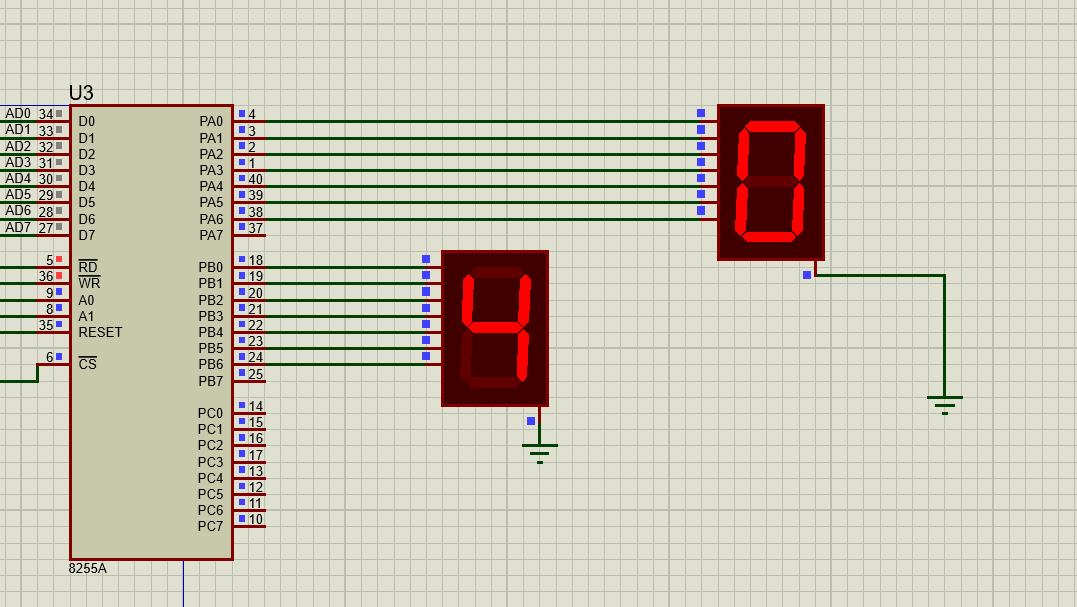 U3
AD0 34 D0 PA0 4
AD1 33 D1 PA1 3
AD2 32 D2 PA2 2
AD3 31 D3 PA3 1
AD4 30 D4 PA4 40
AD5 29 D5 PA5 39
AD6 28 D6 PA6 38
AD7 27 D7 PA7 37
5 RD PB0 18
36 WR PB1 19
9 A0 PB2 20
8 A1 PB3 21
35 RESET PB4 22
PB5 23
6 CS PB6 24
PB7 25
PC0 14
PC1 15
PC2 16
PC3 17
PC4 13
PC5 12
PC6 11
PC7 10
8255A
0
4